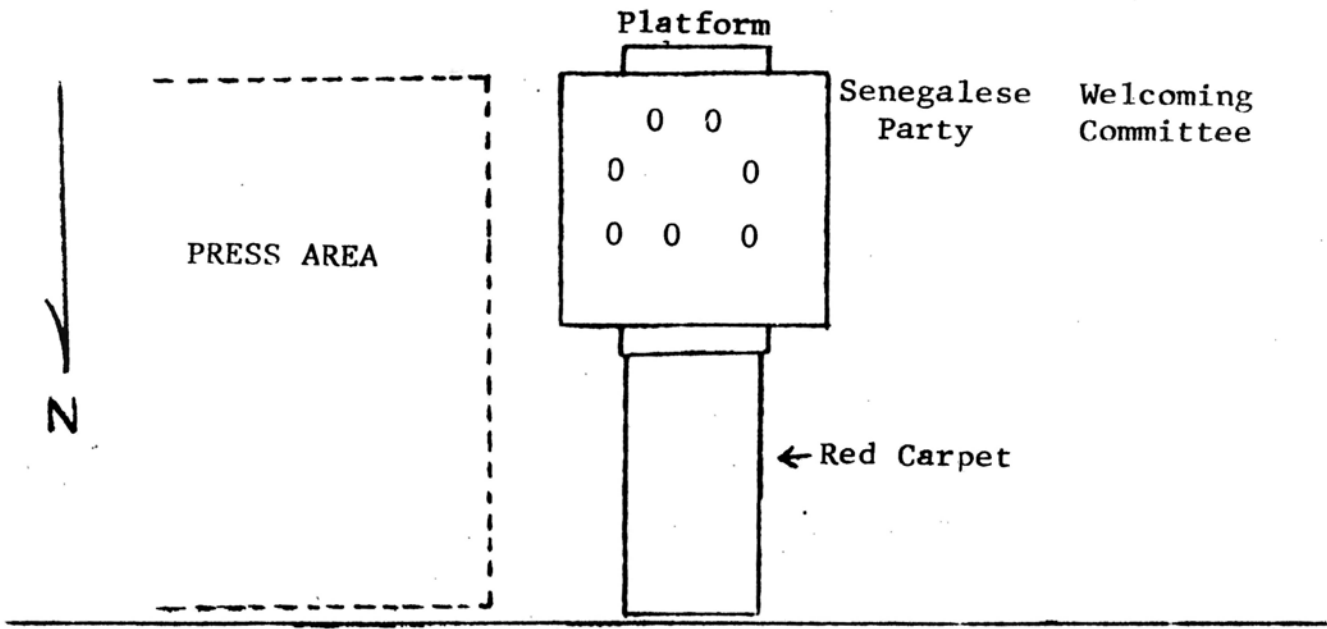 Platform
Senegalese Welcoming
Party Committee
0 0
0 0
0 0 0
PRESS AREA
N
Red Carpet